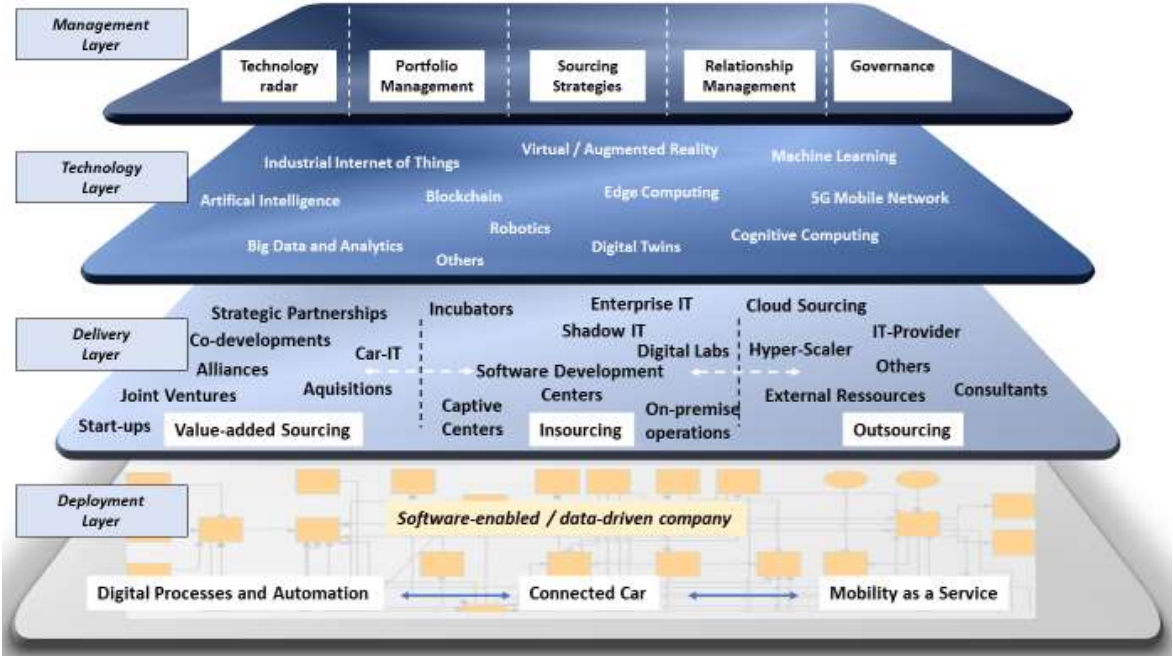 Management
Layer
Technology
radar
Portfolio
Management
Sourcing
Strategies
Relationship
Management
Governance
Technology
Layer
Industrial Internet of Things
Virtual / Augmented Reality
Machine Learning
Artifical Intelligence
Blockchain
Edge Computing
5G Mobile Network
Robotics
Big Data and Analytics
Digital Twins
Cognitive Computing
Others
Delivery
Layer
Strategic Partnerships
Incubators
Enterprise IT
Cloud Sourcing
Co-developments
Shadow IT
IT-Provider
Car-IT
Digital Labs
Hyper-Scaler
Alliances
Software Development
Centers
Others
Joint Ventures
Aquisitions
External Ressources
Consultants
Start-ups
Value-added Sourcing
Captive
Centers
Insourcing
On-premise
operations
Outsourcing
Deployment
Layer
Software-enabled / data-driven company
Digital Processes and Automation
Connected Car
Mobility as a Service